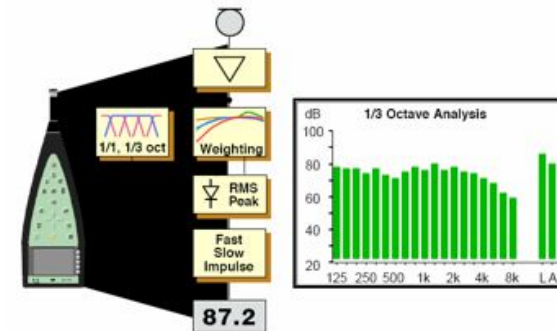 1/1, 1/3 oct
Weighting
RMS
Peak
Fast
Slow
Impulse
87.2
dB
1/3 Octave Analysis
100
80
60
40
20
125 250 500 1k 2k 4k 8k L A